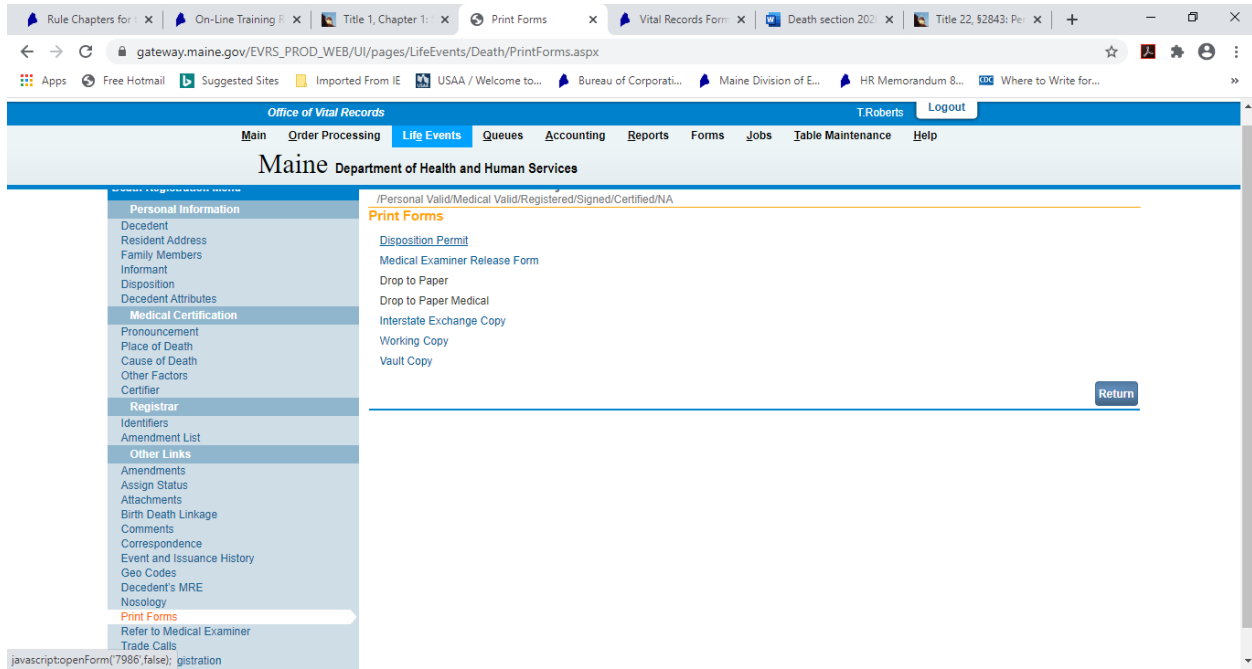 Rule Chapters for t
On-Line Training R
Title 1, Chapter 1:
Print Forms
Vital Records Form
Death section 202
Title 22, §2843: Per
gateway.maine.gov/EVRS_PROD_WEB/UI/pages/LifeEvents/Death/PrintForms.aspx
Apps Free Hotmail Suggested Sites Imported From IE USAA / Welcome to... Bureau of Corporati... Maine Division of E... HR Memorandum 8... Where to Write for... »
Office of Vital Records T.Roberts Logout
Main Order Processing Life Events Queues Accounting Reports Forms Jobs Table Maintenance Help
Maine Department of Health and Human Services
Death Registration Menu
Personal Information
Decedent
Resident Address
Family Members
Informant
Disposition
Decedent Attributes
Medical Certification
Pronouncement
Place of Death
Cause of Death
Other Factors
Certifier
Registrar
Identifiers
Amendment List
Other Links
Amendments
Assign Status
Attachments
Birth Death Linkage
Comments
Correspondence
Event and Issuance History
Geo Codes
Decedent's MRE
Nosology
Print Forms
Refer to Medical Examiner
Trade Calls
javascript:openForm('7986',false); gistration
/Personal Valid/Medical Valid/Registered/Signed/Certified/NA
Print Forms
Disposition Permit
Medical Examiner Release Form
Drop to Paper
Drop to Paper Medical
Interstate Exchange Copy
Working Copy
Vault Copy
Return